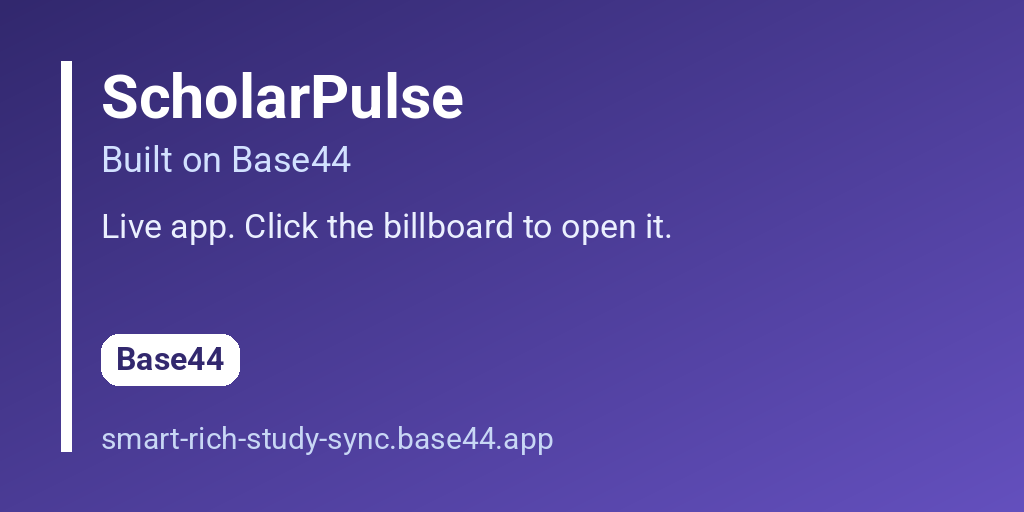 ScholarPulse
Built on Base44
Live app. Click the billboard to open it.
Base44
smart-rich-study-sync.base44.app